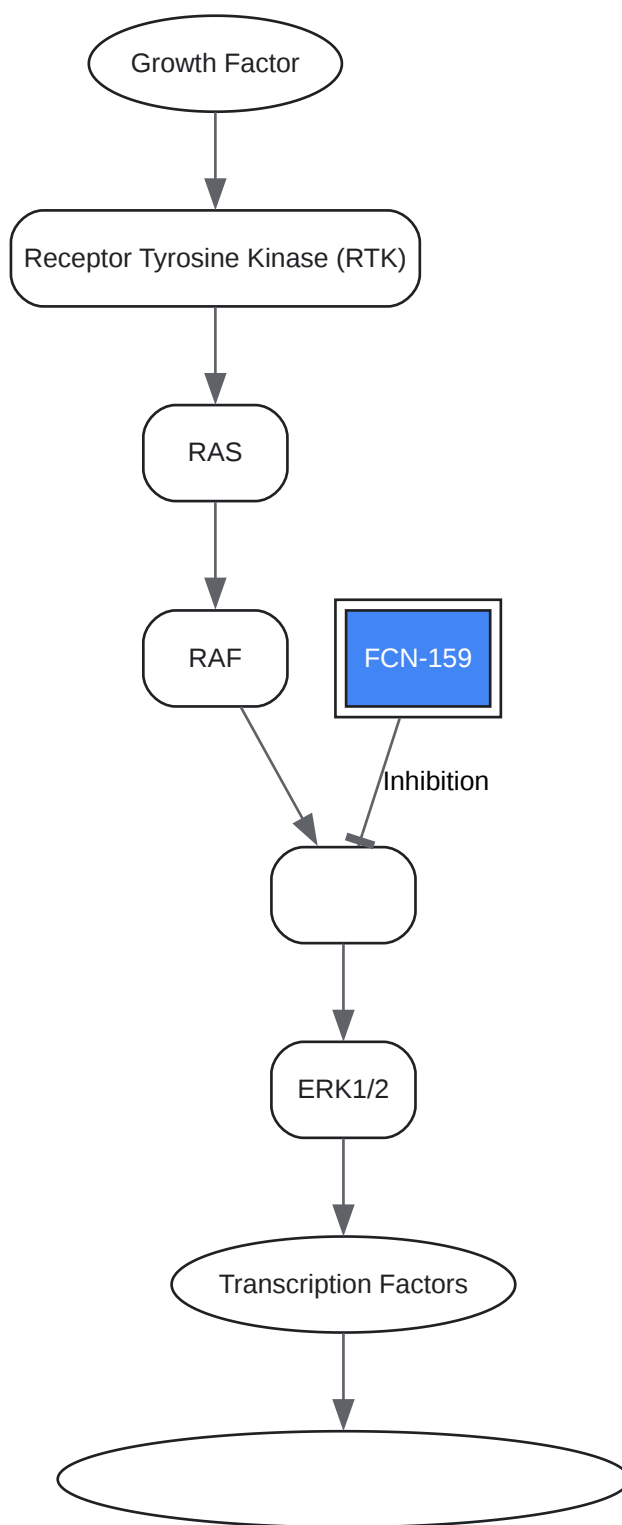 Growth Factor
Receptor Tyrosine Kinase (RTK)
RAS
RAF
FCN-159
Inhibition
ERK1/2
Transcription Factors